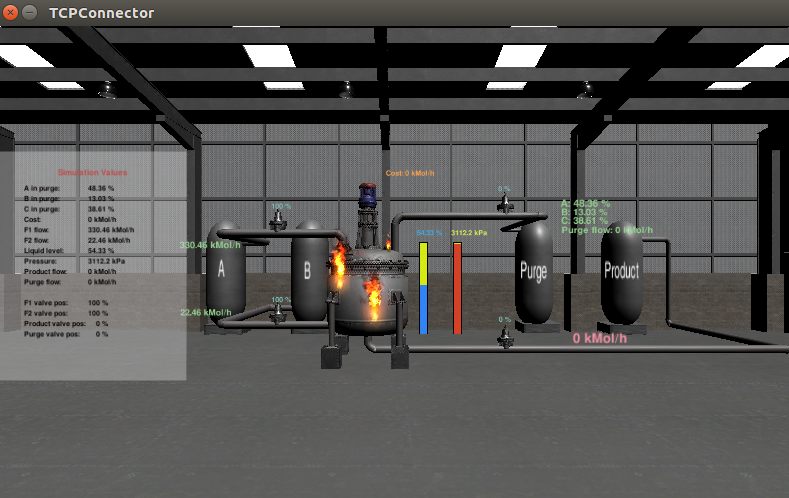 TCPConnector
Simulation Values
A in purge: 48.36 %
B in purge: 13.03 %
C in purge: 38.61 %
Cost: 0 kMol/h
F1 flow: 330.46 kMol/h
F2 flow: 22.46 kMol/h
Liquid level: 54.33 %
Pressure: 3112.2 kPa
Product flow: 0 kMol/h
Purge flow: 0 kMol/h
F1 valve pos: 100 %
F2 valve pos: 100 %
Product valve pos: 0 %
Purge valve pos: 0 %
Cost: 0 kMol/h
100 %
0 %
330.46 kMol/h
54.33 %
3112.2 kPa
A: 48.36 %
B: 13.03 %
C: 38.61 %
Purge flow: 0 kMol/h
A
B
Purge
Product
100 %
22.46 kMol/h
0 %
0 kMol/h